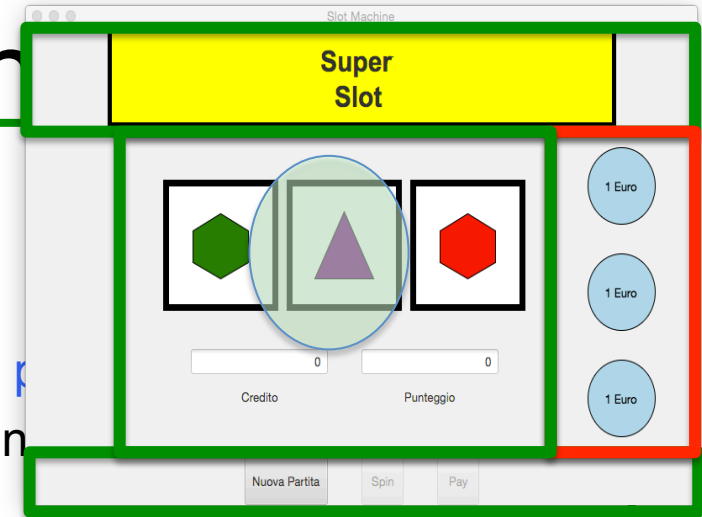 Slot Machine
Super
Slot
1 Euro
1 Euro
0 0
Credito Punteggio
1 Euro
Nuova Partita Spin Pay